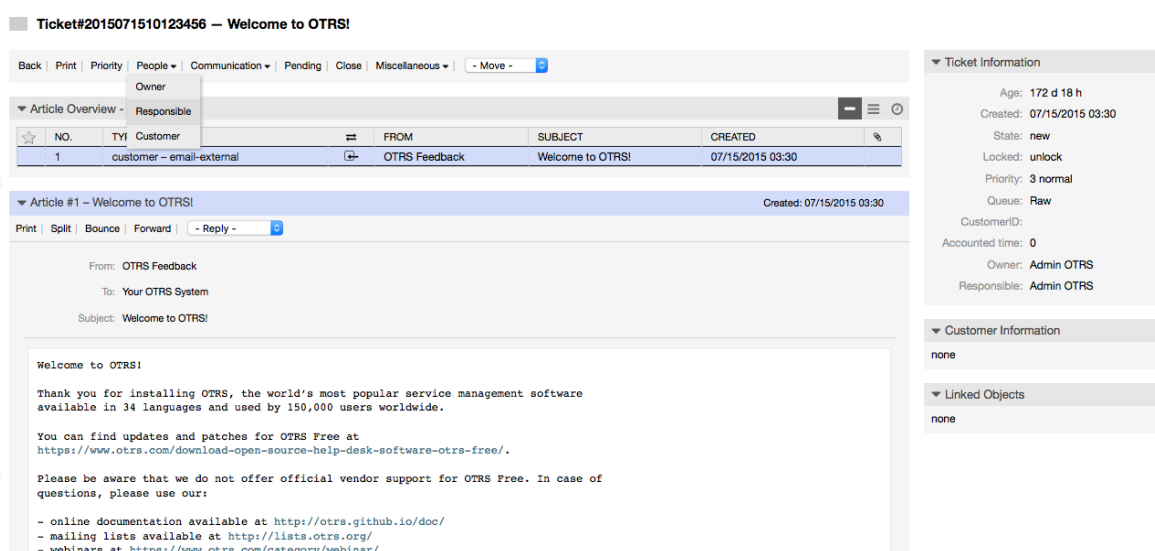 Ticket#2015071510123456 — Welcome to OTRS!
Back | Print | Priority | People | Communication | Pending | Close | Miscellaneous | - Move -
Owner
Responsible
Customer
Article Overview -
NO. TY FROM SUBJECT CREATED
1 customer – email-external OTRS Feedback Welcome to OTRS! 07/15/2015 03:30
Article #1 – Welcome to OTRS! Created: 07/15/2015 03:30
Print | Split | Bounce | Forward | - Reply -
From: OTRS Feedback
To: Your OTRS System
Subject: Welcome to OTRS!
Welcome to OTRS!
Thank you for installing OTRS, the world's most popular service management software
available in 34 languages and used by 150,000 users worldwide.
You can find updates and patches for OTRS Free at
https://www.otrs.com/download-open-source-help-desk-software-otrs-free/.
Please be aware that we do not offer official vendor support for OTRS Free. In case of
questions, please use our:
- online documentation available at http://otrs.github.io/doc/
- mailing lists available at http://lists.otrs.org/
- webinars at https://www.otrs.com/category/webinar/
Ticket Information
Age: 172 d 18 h
Created: 07/15/2015 03:30
State: new
Locked: unlock
Priority: 3 normal
Queue: Raw
CustomerID:
Accounted time: 0
Owner: Admin OTRS
Responsible: Admin OTRS
Customer Information
none
Linked Objects
none